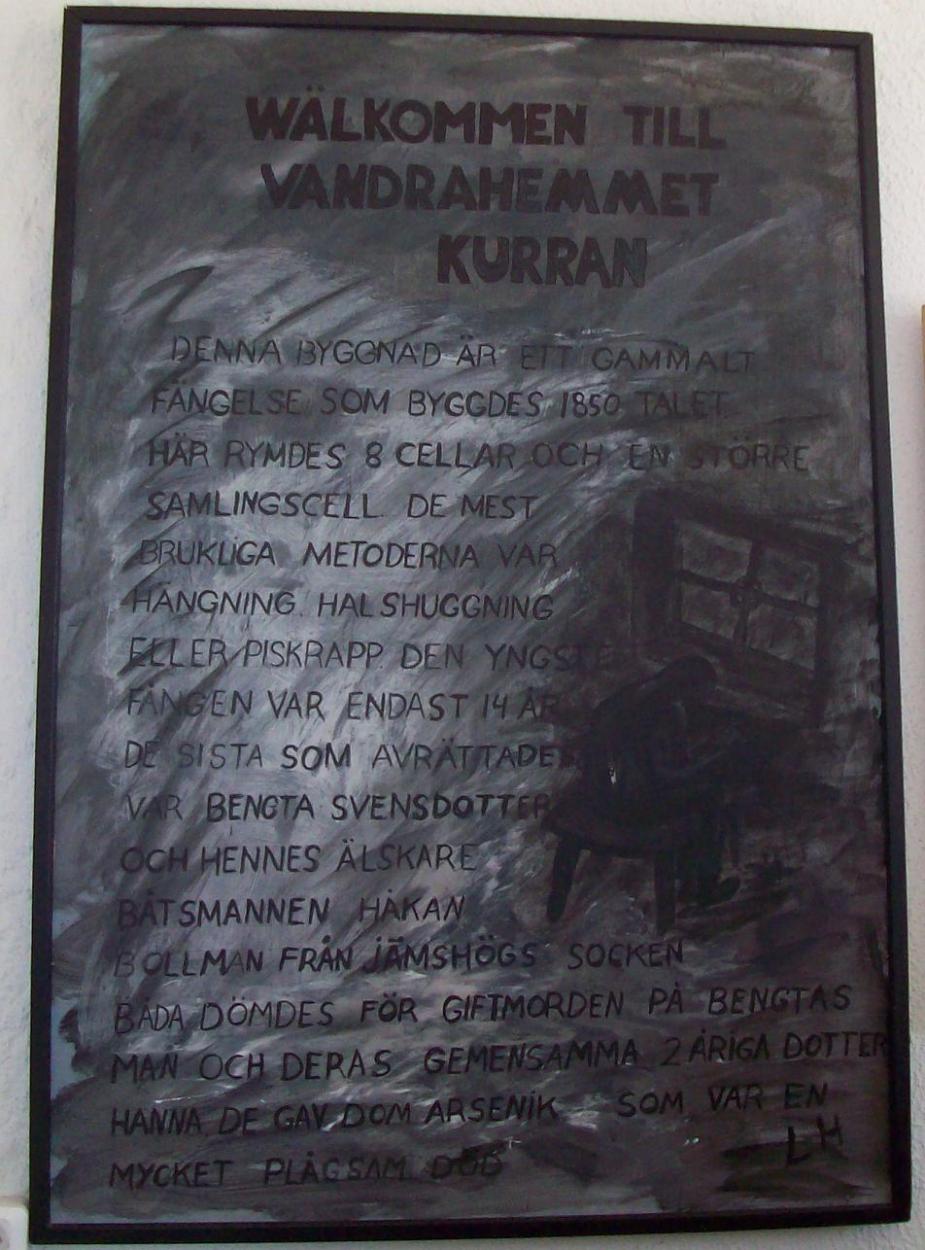 WÄLKOMMEN TILL
VANDRAHEMMET
KURRAN
DENNA BYGGNAD ÄR ETT GAMMALT
FÄNGELSE SOM BYGGDES 1850 TALET
HÄR RYMDES 8 CELLAR OCH EN STÖRRE
SAMLINGSCELL. DE MEST
BRUKLIGA METODERNA VAR
HÄNGNING. HALSHUGGNING
ELLER PISKRAPP. DEN YNGSTE
FÅNGEN VAR ENDAST 14 ÅR
DE SISTA SOM AVRÄTTADES
VAR BENGTA SVENSDOTTER
OCH HENNES ÄLSKARE
BÅTSMANNEN HÅKAN
BOLLMAN FRÅN JÄMSHÖGS SOCKEN
BÅDA DÖMDES FÖR GIFTMORDEN PÅ BENGTAS
MAN OCH DERAS GEMENSAMMA 2 ÅRIGA DOTTER
HANNA. DE GAV DOM ARSENIK SOM VAR EN
MYCKET PLÅGSAM DÖD
LH